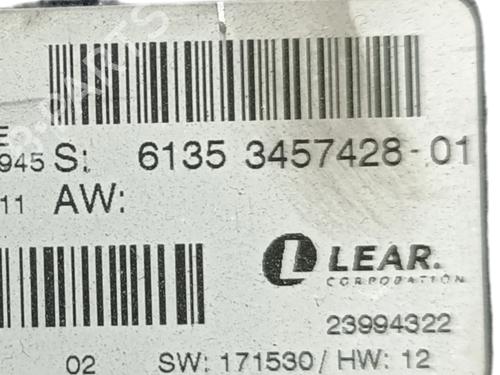 E
945 S: 6135 3457428-01
11 AW:
LEAR.
CORPORATION
23994322
02 SW: 171530/ HW: 12